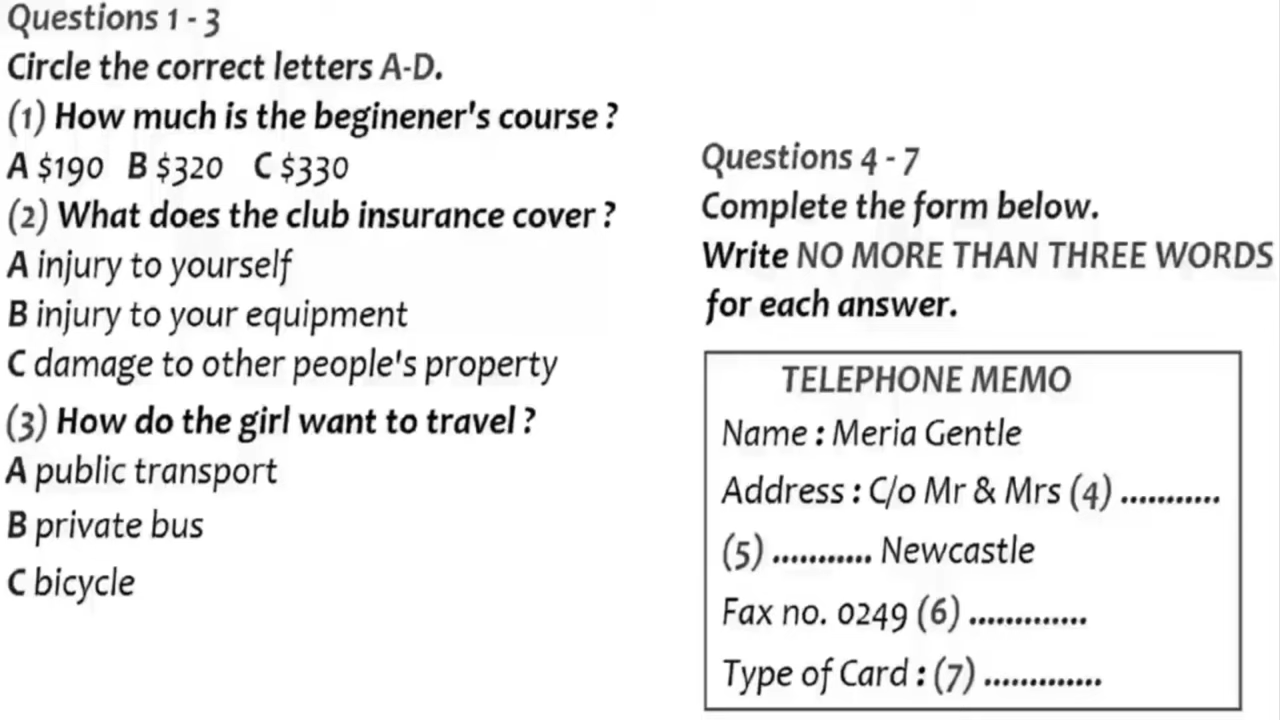 Questions 1 - 3
Circle the correct letters A-D.
(1) How much is the beginener's course ?
A $190 B $320 C $330
(2) What does the club insurance cover ?
A injury to yourself
B injury to your equipment
C damage to other people's property
(3) How do the girl want to travel ?
A public transport
B private bus
C bicycle
Questions 4 - 7
Complete the form below.
Write NO MORE THAN THREE WORDS
for each answer.
TELEPHONE MEMO
Name : Meria Gentle
Address : C/o Mr & Mrs (4) ...........
(5) ........... Newcastle
Fax no. 0249 (6) .............
Type of Card : (7) .............